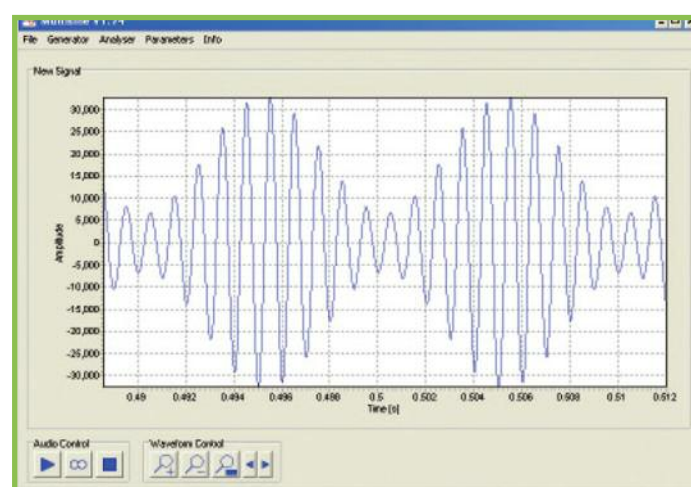 File Generator Analyser Parameters Info
New Signal
30,000
25,000
20,000
15,000
10,000
5,000
0
-5,000
-10,000
-15,000
-20,000
-25,000
-30,000
Amplitude
0.49 0.492 0.494 0.496 0.498 0.5 0.502 0.504 0.506 0.508 0.51 0.512
Time [s]
Audio Control Waveform Control